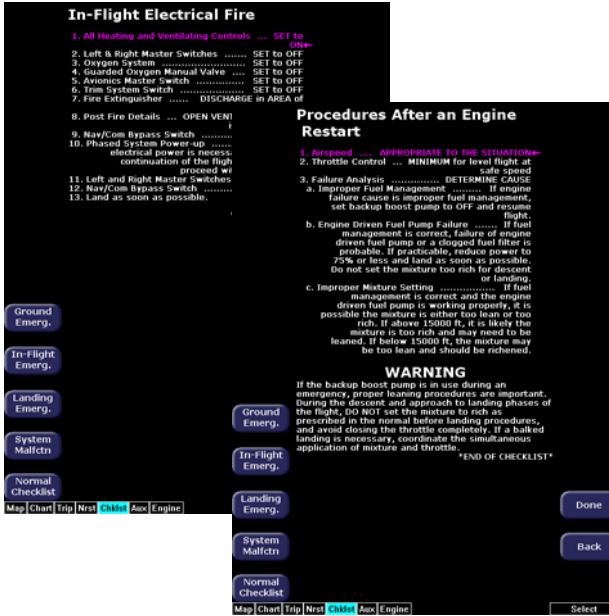 In-Flight Electrical Fire
1. All Heating and Ventilating Controls ... SET to
ON←
2. Left & Right Master Switches ....... SET to OFF
3. Oxygen System .................... SET to OFF
4. Guarded Oxygen Manual Valve .... SET to OFF
5. Avionics Master Switch ............ SET to OFF
6. Trim System Switch ................ SET to OFF
7. Fire Extinguisher ...... DISCHARGE in AREA of
8. Post Fire Details ... OPEN VENT
9. Nav/Com Bypass Switch .........
10. Phased System Power-up .......
electrical power is necess
continuation of the fligh
proceed wi
11. Left and Right Master Switches
12. Nav/Com Bypass Switch ........
13. Land as soon as possible.
Ground
Emerg.
In-Flight
Emerg.
Landing
Emerg.
System
Malfctn
Normal
Checklist
Map Chart Trip Nrst Chklst Aux Engine
Procedures After an Engine
Restart
1. Airspeed .... APPROPRIATE TO THE SITUATION←
2. Throttle Control ... MINIMUM for level flight at
safe speed
3. Failure Analysis ............... DETERMINE CAUSE
a. Improper Fuel Management ......... If engine
failure cause is improper fuel management,
set backup boost pump to OFF and resume
flight.
b. Engine Driven Fuel Pump Failure ....... If fuel
management is correct, failure of engine
driven fuel pump or a clogged fuel filter is
probable. If practicable, reduce power to
75% or less and land as soon as possible.
Do not set the mixture too rich for descent
or landing.
c. Improper Mixture Setting ................. If fuel
management is correct and the engine
driven fuel pump is working properly, it is
possible the mixture is either too lean or too
rich. If above 15000 ft, it is likely the
mixture is too rich and may need to be
leaned. If below 15000 ft, the mixture may
be too lean and should be richened.
WARNING
If the backup boost pump is in use during an
emergency, proper leaning procedures are important.
During the descent and approach to landing phases of
the flight, DO NOT set the mixture to rich as
prescribed in the normal before landing procedures,
and avoid closing the throttle completely. If a balked
landing is necessary, coordinate the simultaneous
application of mixture and throttle.
*END OF CHECKLIST*
Ground
Emerg.
In-Flight
Emerg.
Landing
Emerg.
System
Malfctn
Normal
Checklist
Done
Back
Map Chart Trip Nrst Chklst Aux Engine
Select